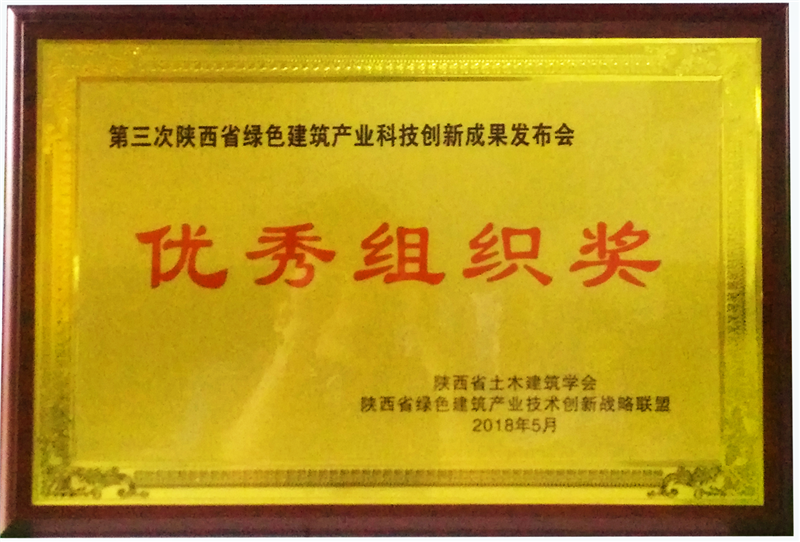 第三次陕西省绿色建筑产业科技创新成果发布会
优秀组织奖
陕西省土木建筑学会
陕西省绿色建筑产业技术创新战略联盟
2018年5月